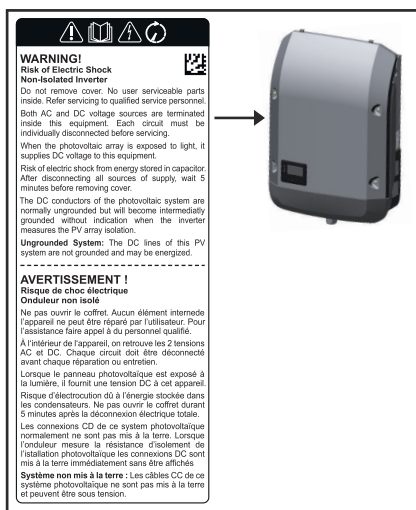 WARNING!
Risk of Electric Shock
Non-Isolated Inverter
Do not remove cover. No user serviceable parts
inside. Refer servicing to qualified service personnel.
Both AC and DC voltage sources are terminated
inside this equipment. Each circuit must be
individually disconnected before servicing.
When the photovoltaic array is exposed to light, it
supplies DC voltage to this equipment.
Risk of electric shock from energy stored in capacitor.
After disconnecting all sources of supply, wait 5
minutes before removing cover.
The DC conductors of the photovoltaic system are
normally ungrounded but will become intermediatly
grounded without indication when the inverter
measures the PV array isolation.
Ungrounded System: The DC lines of this PV
system are not grounded and may be energized.
AVERTISSEMENT !
Risque de choc électrique
Onduleur non isolé
Ne pas ouvrir le coffret. Aucun élément internede
l'appareil ne peut être réparé par l'utilisateur. Pour
l'assistance faire appel à du personnel qualifié.
À l'intérieur de l'appareil, on retrouve les 2 tensions
AC et DC. Chaque circuit doit être déconnecté
avant chaque réparation ou entretien.
Lorsque le panneau photovoltaïque est exposé à
la lumière, il fournit une tension DC à cet appareil.
Risque d'électrocution dû à l'énergie stockée dans
les condensateurs. Ne pas ouvrir le coffret durant
5 minutes après la déconnexion électrique totale.
Les connexions CD de ce system photovoltaïque
normalement ne sont pas mis à la terre. Lorsque
l'onduleur mesure la résistance d'isolement de
l'istallation photovoltaïque les connexions DC sont
mis à la terre immédiatement sans être affichés
Système non mis à la terre : Les câbles CC de ce
système photovoltaïque ne sont pas mis à la terre
et peuvent être sous tension.